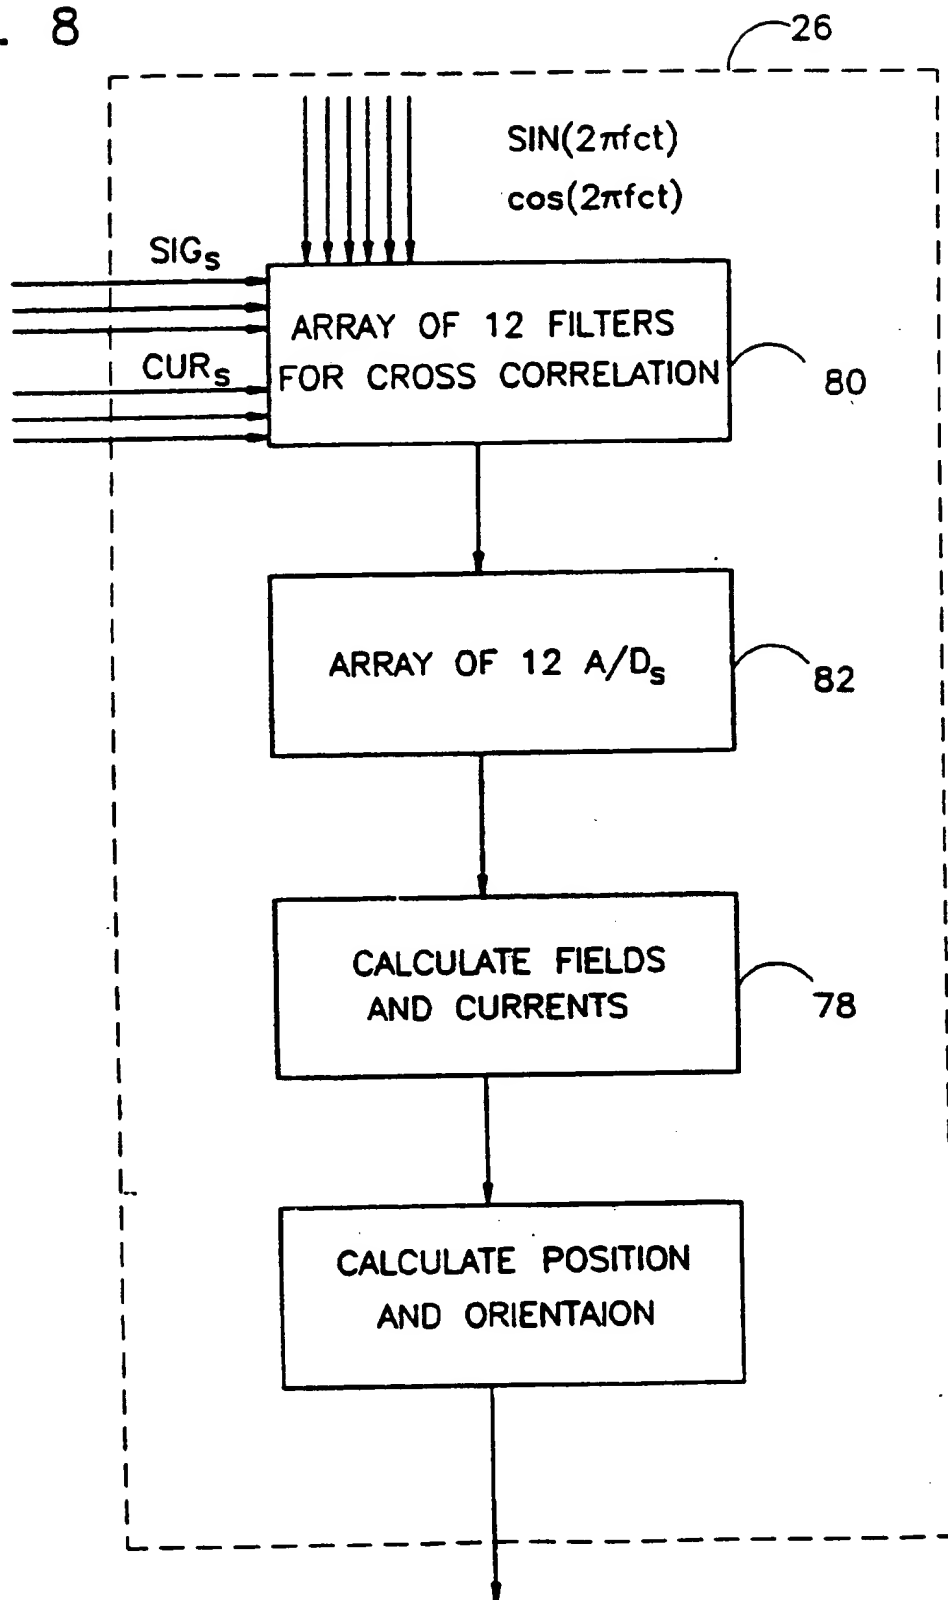 . 8
26
SIN(2πfct)
cos(2πfct)
SIGs
ARRAY OF 12 FILTERS
FOR CROSS CORRELATION
CURs
80
ARRAY OF 12 A/Ds
82
CALCULATE FIELDS
AND CURRENTS
78
CALCULATE POSITION
AND ORIENTAION